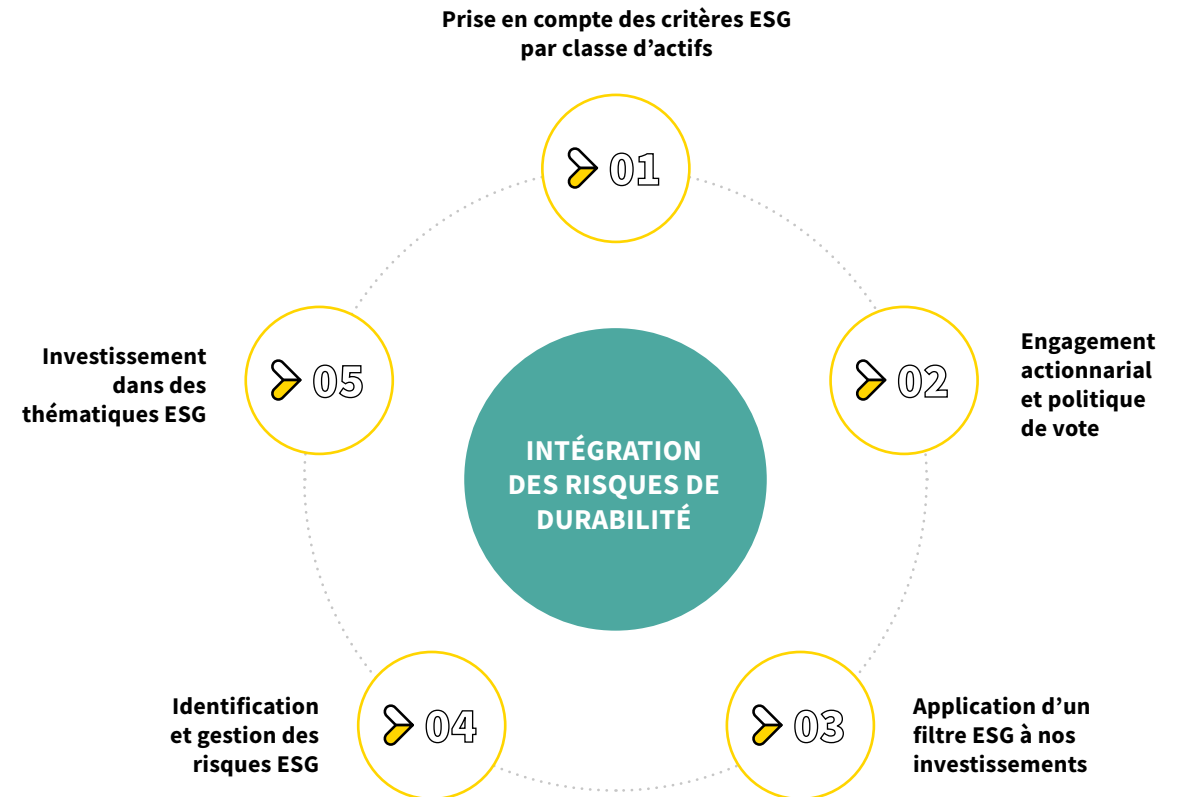 Prise en compte des critères ESG
par classe d’actifs
01
Engagement
actionnarial
et politique
de vote
02
Application d’un
filtre ESG à nos
investissements
03
Identification
et gestion des
risques ESG
04
Investissement
dans des
thématiques ESG
05
INTÉGRATION
DES RISQUES DE
DURABILITÉ